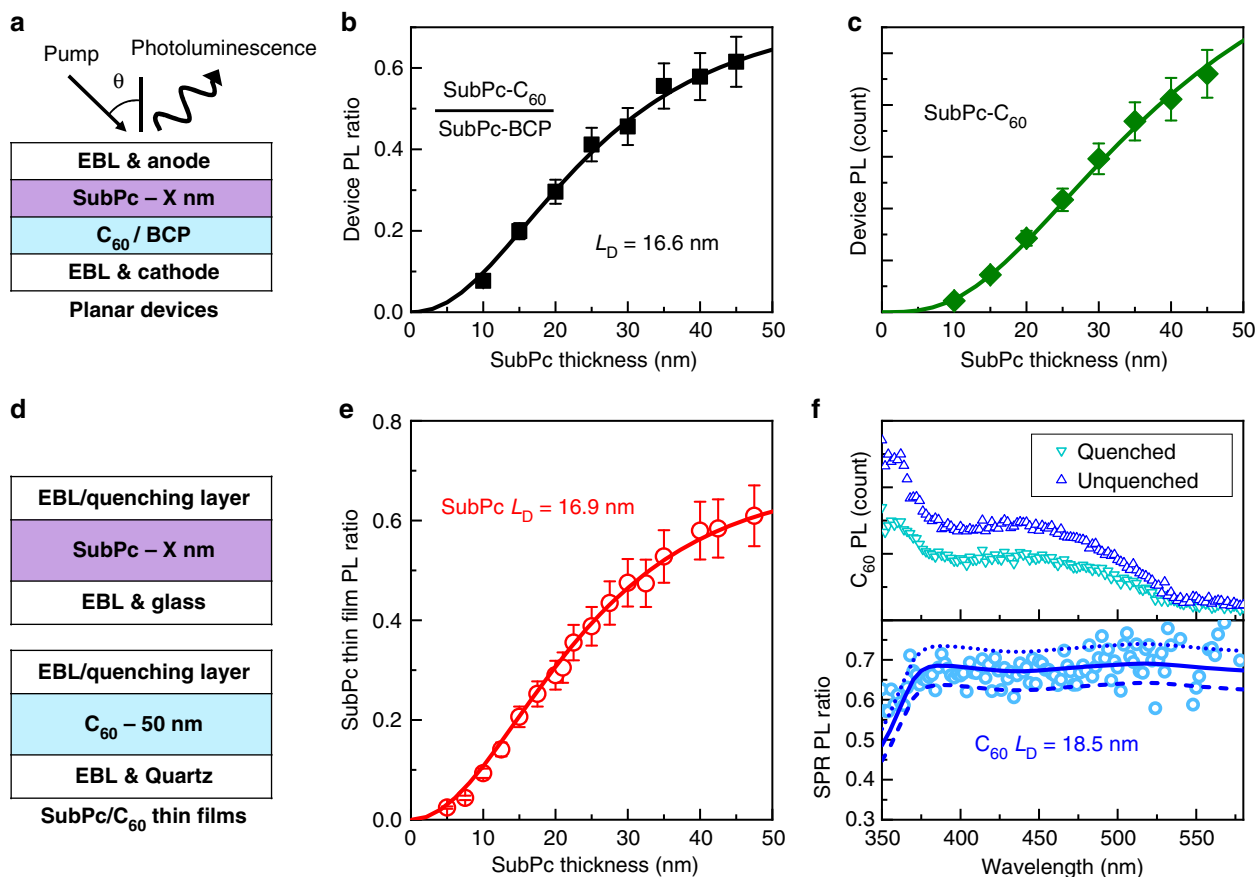 a
Pump
Photoluminescence
θ
EBL & anode
SubPc – X nm
C60 / BCP
EBL & cathode
Planar devices
b
Device PL ratio
0.6
0.4
0.2
0.0
SubPc-C60
SubPc-BCP
LD = 16.6 nm
0 10 20 30 40 50
SubPc thickness (nm)
c
Device PL (count)
SubPc-C60
0 10 20 30 40 50
SubPc thickness (nm)
d
EBL/quenching layer
SubPc – X nm
EBL & glass
EBL/quenching layer
C60 – 50 nm
EBL & Quartz
SubPc/C60 thin films
e
SubPc thin film PL ratio
0.8
0.6
0.4
0.2
0.0
SubPc LD = 16.9 nm
0 10 20 30 40 50
SubPc thickness (nm)
f
C60 PL (count)
Quenched
Unquenched
SPR PL ratio
0.7
0.6
0.5
0.4
0.3
C60 LD = 18.5 nm
350 400 450 500 550
Wavelength (nm)